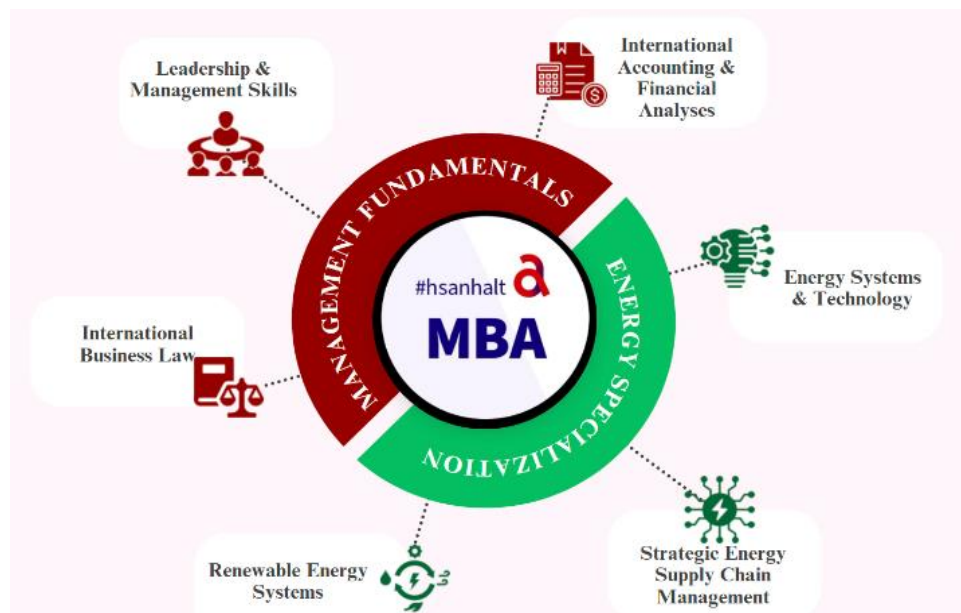 Leadership &
Management Skills
International
Accounting &
Financial
Analyses
MANAGEMENT FUNDAMENTALS
ENERGY SPECIALIZATION
#hsanhalt
MBA
Energy Systems
& Technology
International
Business Law
Strategic Energy
Supply Chain
Management
Renewable Energy
Systems